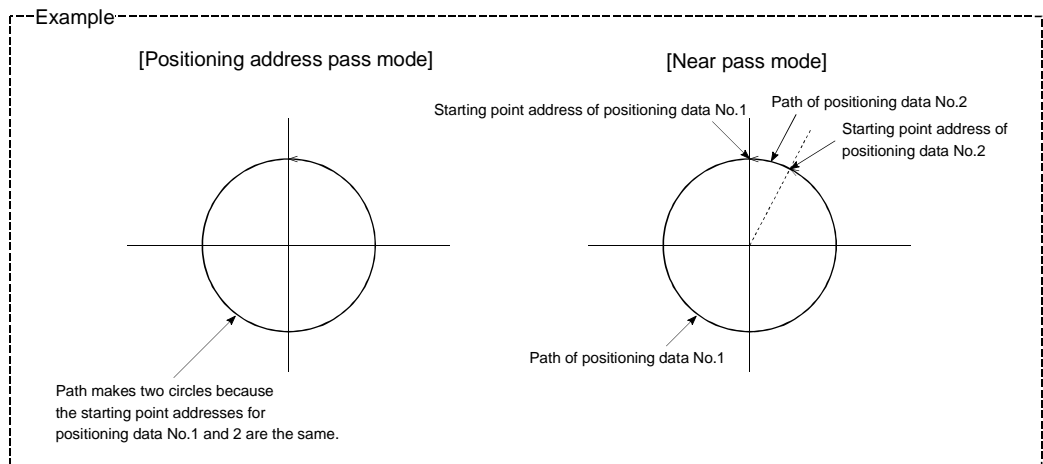 Example
[Positioning address pass mode]
[Near pass mode]
Starting point address of positioning data No.1
Path of positioning data No.2
Starting point address of
positioning data No.2
Path of positioning data No.1
Path makes two circles because
the starting point addresses for
positioning data No.1 and 2 are the same.